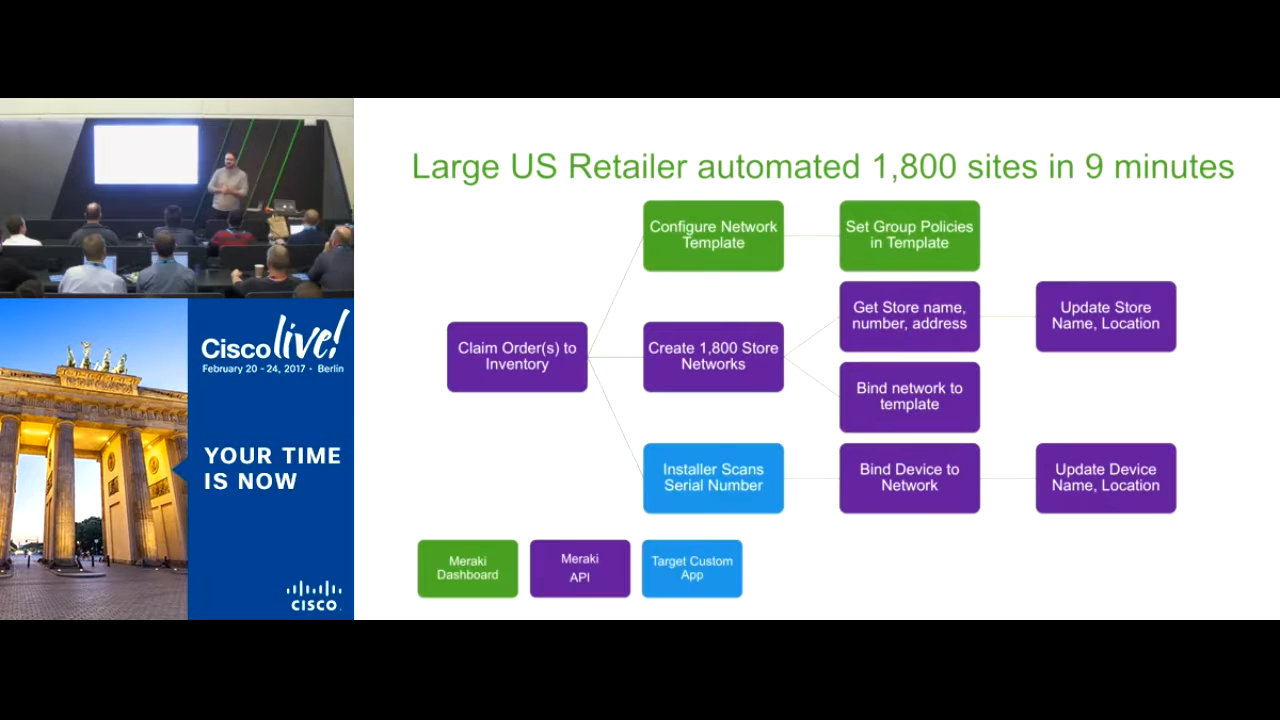 Large US Retailer automated 1,800 sites in 9 minutes
Configure Network
Template
Set Group Policies
in Template
Get Store name,
number, address
Update Store
Name, Location
Claim Order(s) to
Inventory
Create 1,800 Store
Networks
Bind network to
template
Installer Scans
Serial Number
Bind Device to
Network
Update Device
Name, Location
Meraki
Dashboard
Meraki
API
Target Custom
App
Cisco live!
February 20 - 24, 2017 • Berlin
YOUR TIME
IS NOW
CISCO